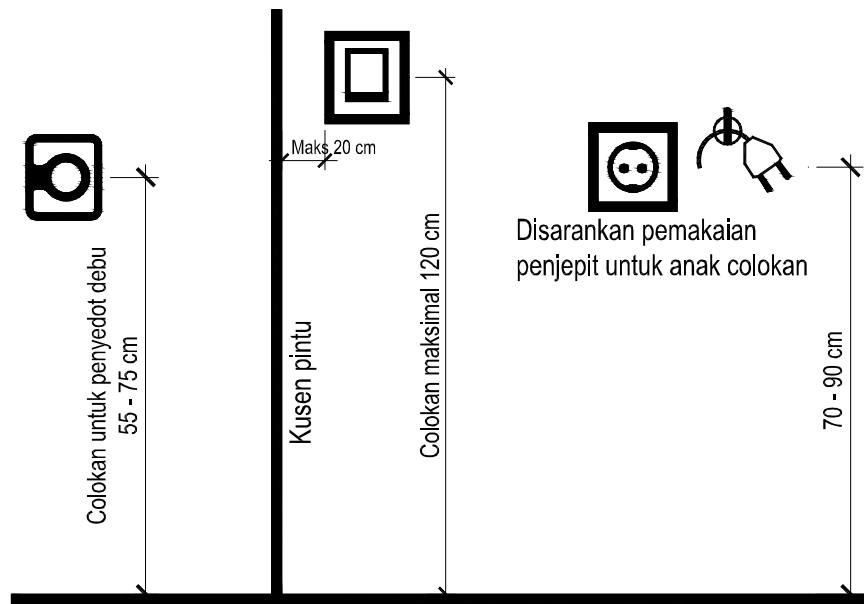 Colokan untuk penyedot debu
55 - 75 cm
Maks 20 cm
Kusen pintu
Colokan maksimal 120 cm
Disarankan pemakaian
penjepit untuk anak colokan
70 - 90 cm